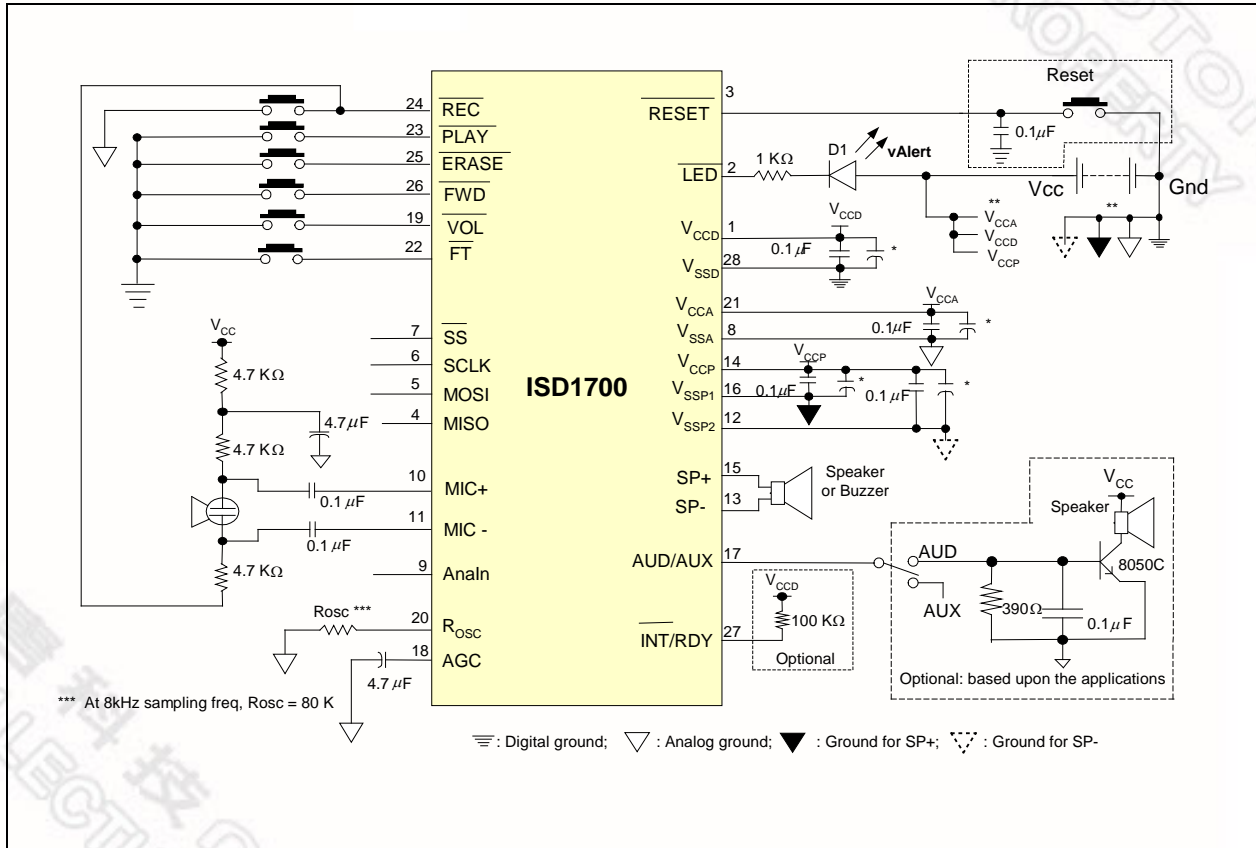 Reset
3
RESET
0.1μF
24
REC
23
PLAY
25
ERASE
26
FWD
19
VOL
22
FT
D1
vAlert
1 KΩ
2
LED
Vcc
Gnd
**
**
VCCA
VCCD
VCCP
VCCD
1
VCCD
0.1μF
*
28
VSSD
VCCA
21
VCCA
0.1μF
*
8
VSSA
VCCP
14
VCCP
0.1μF
*
0.1μF
*
16
VSSP1
12
VSSP2
VCC
4.7 KΩ
4.7μF
4.7 KΩ
7
SS
6
SCLK
5
MOSI
4
MISO
ISD1700
10
MIC+
0.1μF
11
MIC -
0.1μF
4.7 KΩ
9
AnaIn
15
SP+
13
SP-
Speaker
or Buzzer
17
AUD/AUX
AUD
AUX
VCC
Speaker
8050C
390Ω
0.1μF
Optional: based upon the applications
VCCD
100 KΩ
27
INT/RDY
Optional
Rosc ***
20
ROSC
18
AGC
4.7μF
*** At 8kHz sampling freq, Rosc = 80 K
: Digital ground; : Analog ground; : Ground for SP+; : Ground for SP-
普科技
OPERTY